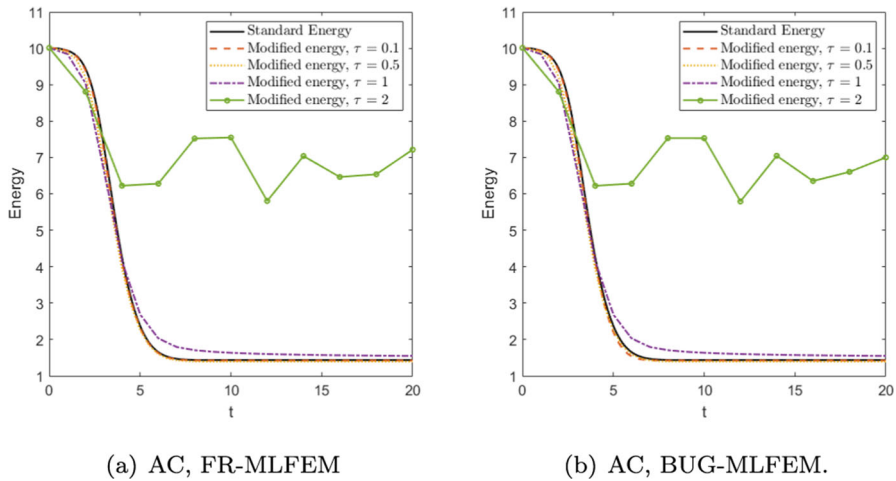 Standard Energy
Modified energy, τ = 0.1
Modified energy, τ = 0.5
Modified energy, τ = 1
Modified energy, τ = 2
11
10
9
8
7
6
5
4
3
2
1
Energy
0
5
10
15
20
t
(a) AC, FR-MLFEM
Standard Energy
Modified energy, τ = 0.1
Modified energy, τ = 0.5
Modified energy, τ = 1
Modified energy, τ = 2
11
10
9
8
7
6
5
4
3
2
1
Energy
0
5
10
15
20
t
(b) AC, BUG-MLFEM.